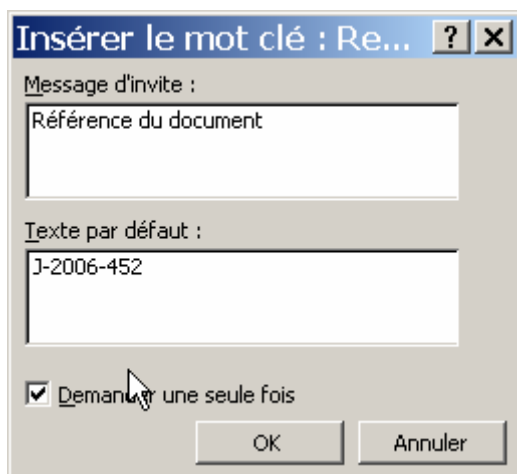 Insérer le mot clé : Re... ? ×
Message d'invite :
Référence du document
Texte par défaut :
J-2006-452
Demander une seule fois
OK Annuler